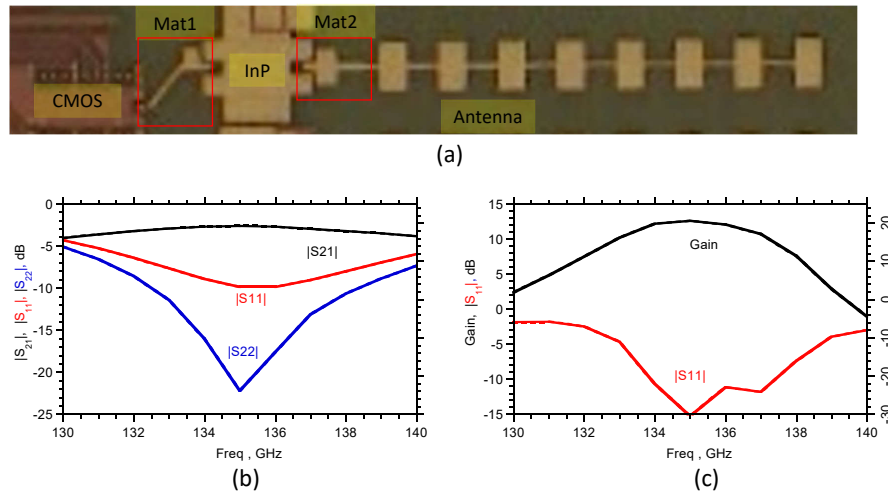 Mat1
Mat2
InP
CMOS
Antenna
(a)
|S21|, |S11|, |S22|, dB
0
-5
-10
-15
-20
-25
|S21|
|S11|
|S22|
130 132 134 136 138 140
Freq , GHz
(b)
Gain, |S11|, dB
15
10
5
0
-5
-10
-15
Gain
|S11|
20
10
0
-10
-20
-30
130 132 134 136 138 140
Freq , GHz
(c)